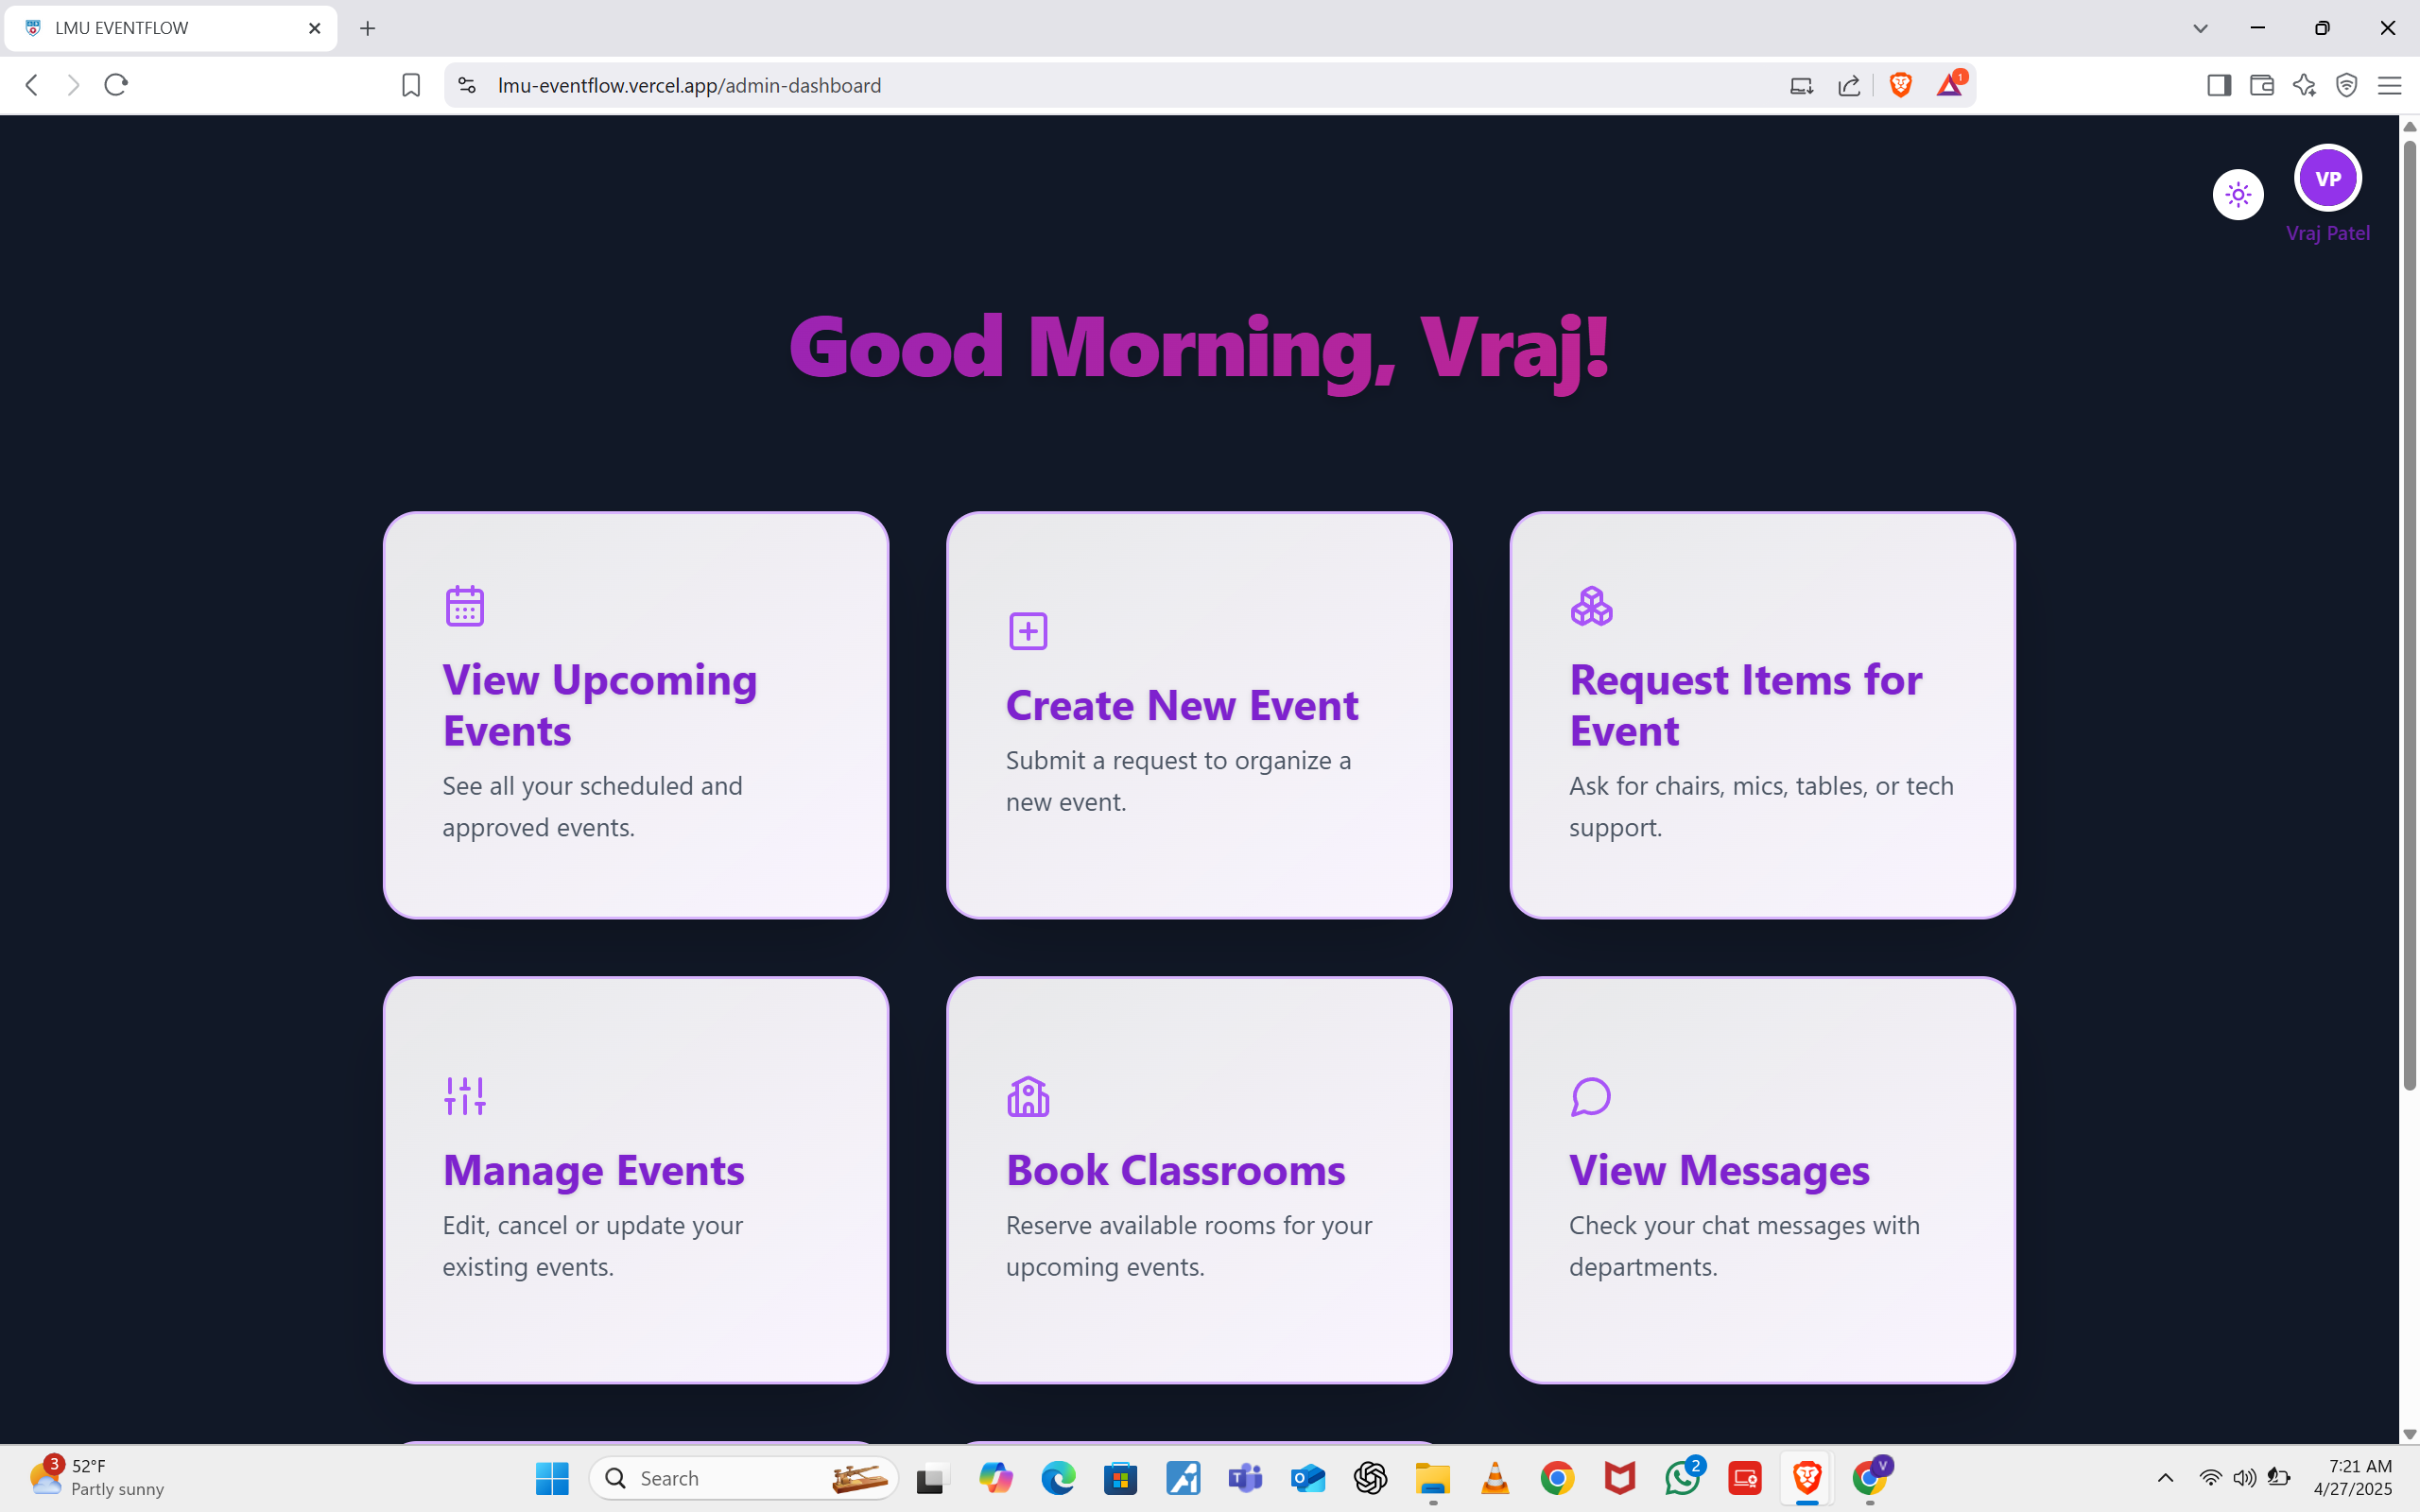 LMU EVENTFLOW
lmu-eventflow.vercel.app/admin-dashboard
1
VP
Vraj Patel
Good Morning, Vraj!
View Upcoming
Events
See all your scheduled and
approved events.
Create New Event
Submit a request to organize a
new event.
Request Items for
Event
Ask for chairs, mics, tables, or tech
support.
Manage Events
Edit, cancel or update your
existing events.
Book Classrooms
Reserve available rooms for your
upcoming events.
View Messages
Check your chat messages with
departments.
3
52°F
Partly sunny
Search
2
V
7:21 AM
4/27/2025